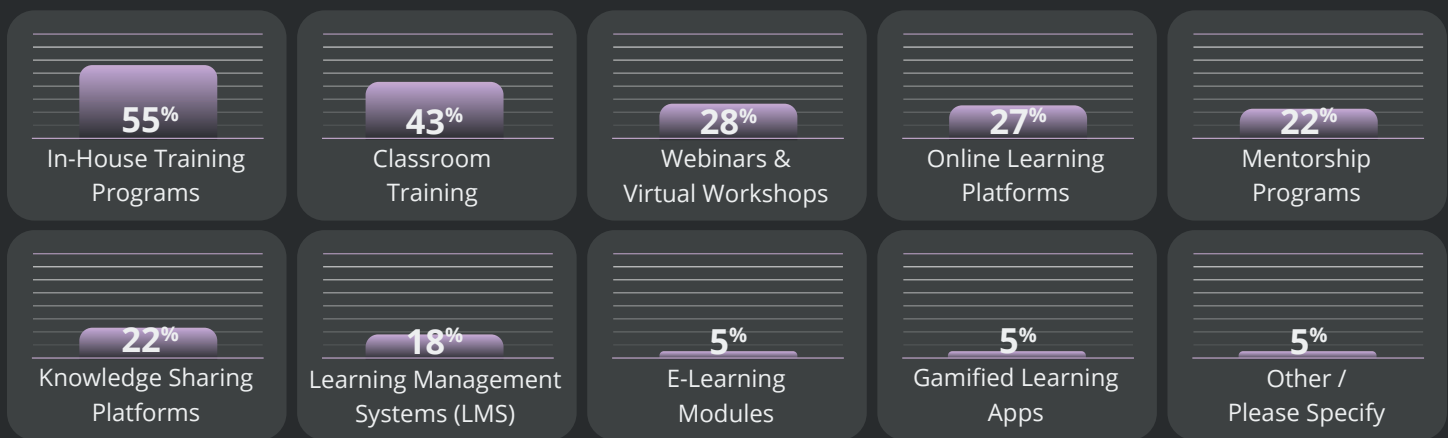 55%
In-House Training
Programs
43%
Classroom
Training
28%
Webinars &
Virtual Workshops
27%
Online Learning
Platforms
22%
Mentorship
Programs
22%
Knowledge Sharing
Platforms
18%
Learning Management
Systems (LMS)
5%
E-Learning
Modules
5%
Gamified Learning
Apps
5%
Other /
Please Specify